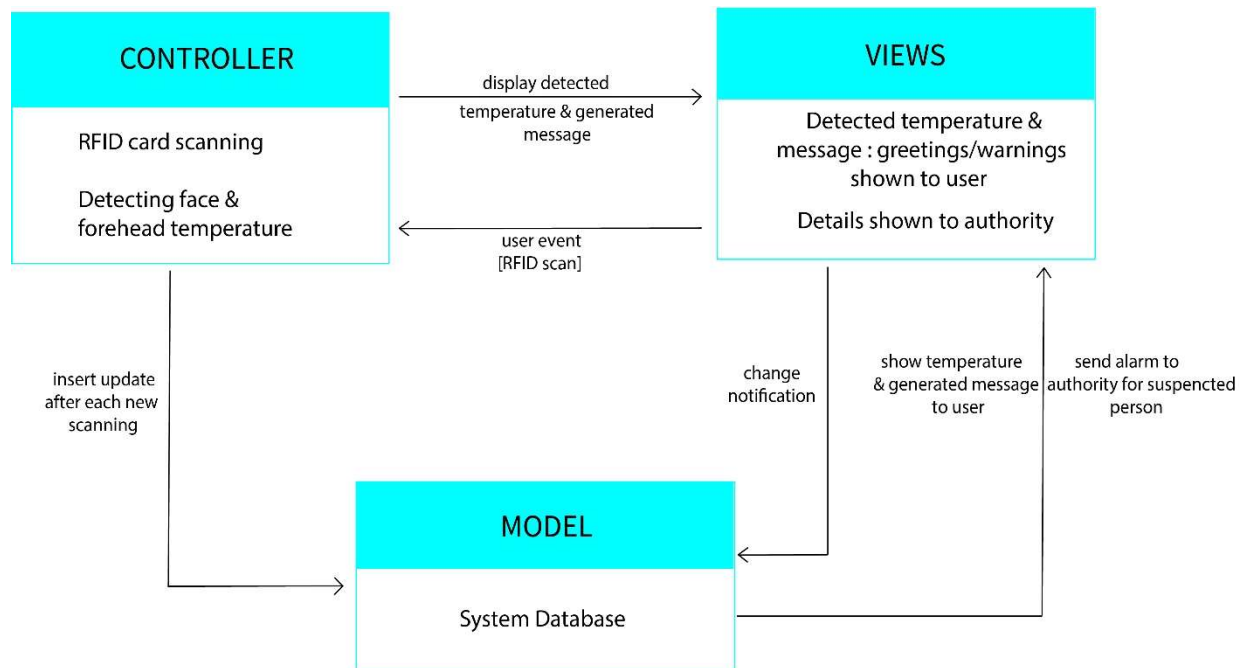 CONTROLLER
RFID card scanning
Detecting face &
forehead temperature
display detected
temperature & generated
message
user event
[RFID scan]
VIEWS
Detected temperature &
message : greetings/warnings
shown to user
Details shown to authority
insert update
after each new
scanning
change
notification
show temperature
& generated message
to user
send alarm to
authority for suspencted
person
MODEL
System Database